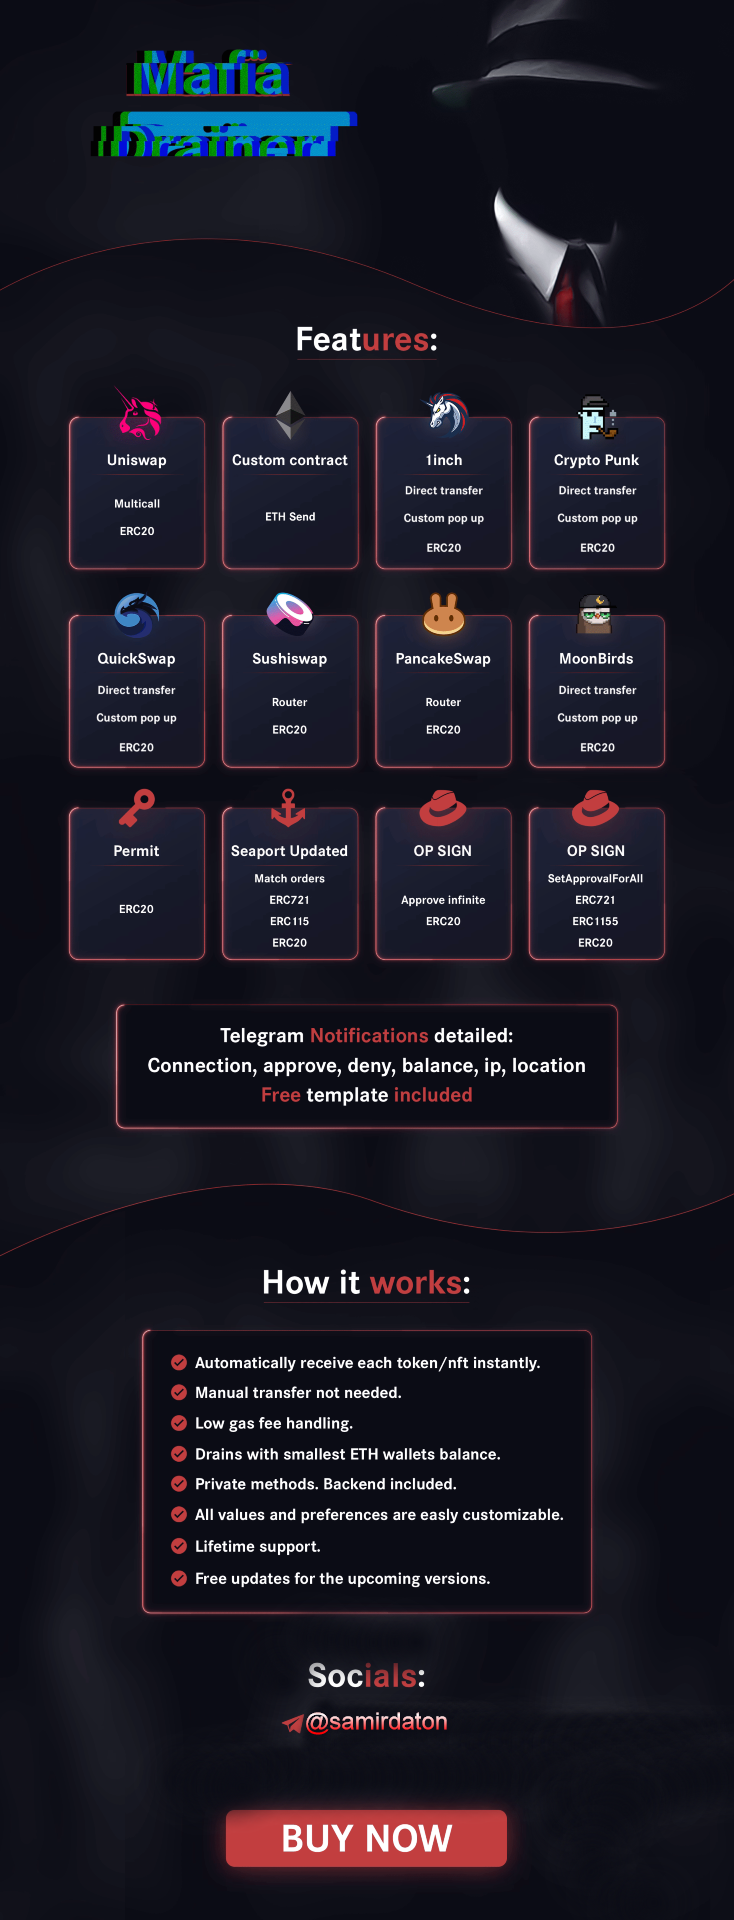 Mafia
Drainer
Features:
Uniswap
Multicall
ERC20
Custom contract
ETH Send
1inch
Direct transfer
Custom pop up
ERC20
Crypto Punk
Direct transfer
Custom pop up
ERC20
QuickSwap
Direct transfer
Custom pop up
ERC20
Sushiswap
Router
ERC20
PancakeSwap
Router
ERC20
MoonBirds
Direct transfer
Custom pop up
ERC20
Permit
ERC20
Seaport Updated
Match orders
ERC721
ERC115
ERC20
OP SIGN
Approve infinite
ERC20
OP SIGN
SetApprovalForAll
ERC721
ERC1155
ERC20
Telegram Notifications detailed:
Connection, approve, deny, balance, ip, location
Free template included
How it works:
Automatically receive each token/nft instantly.
Manual transfer not needed.
Low gas fee handling.
Drains with smallest ETH wallets balance.
Private methods. Backend included.
All values and preferences are easly customizable.
Lifetime support.
Free updates for the upcoming versions.
Socials:
@samirdaton
BUY NOW